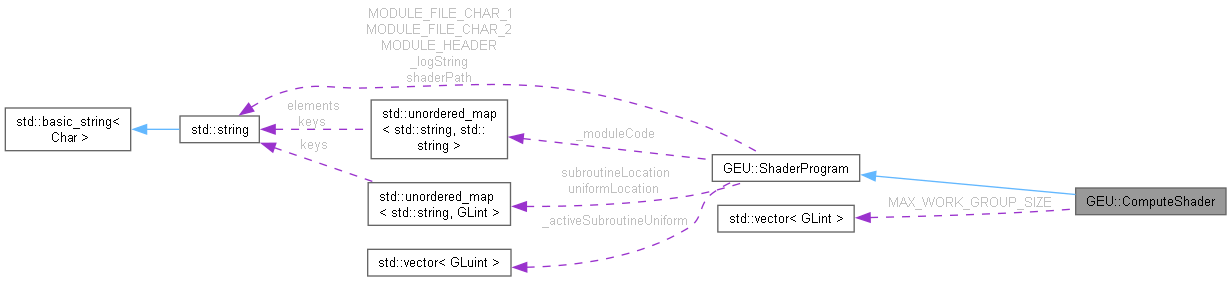 MODULE_FILE_CHAR_1
MODULE_FILE_CHAR_2
MODULE_HEADER
_logString
shaderPath
elements
keys
keys
std::basic_string<
Char >
std::string
std::unordered_map
< std::string, std::
string >
_moduleCode
GEU::ShaderProgram
subroutineLocation
uniformLocation
std::unordered_map
< std::string, GLint >
_activeSubroutineUniform
std::vector< GLint >
MAX_WORK_GROUP_SIZE
GEU::ComputeShader
std::vector< GLuint >